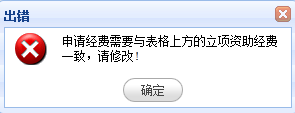 出错
申请经费需要与表格上方的立项资助经费
一致，请修改!
确定